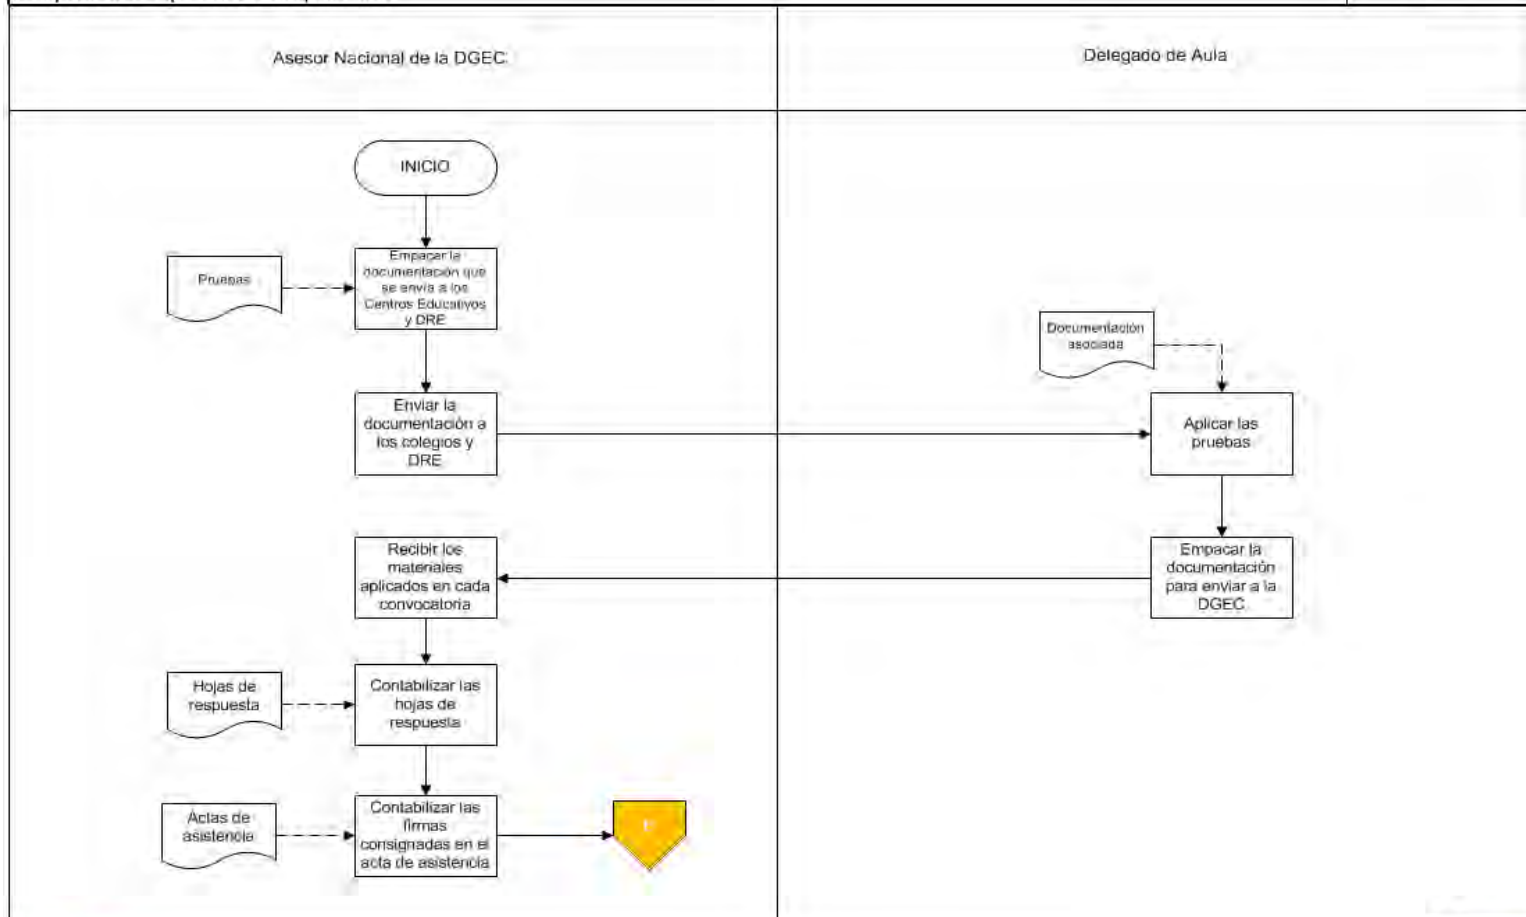 Asesor Nacional de la DGEC
Delegado de Aula
INICIO
Pruebas
Empacar la
documentación que
se envía a los
Centros Educativos
y DRE
Documentación
asociada
Enviar la
documentación a
los colegios y
DRE
Aplicar las
pruebas
Recibir los
materiales
aplicados en cada
convocatoria
Empacar la
documentación
para enviar a la
DGEC
Hojas de
respuesta
Contabilizar las
hojas de
respuesta
Actas de
asistencia
Contabilizar las
firmas
consignadas en el
acta de asistencia